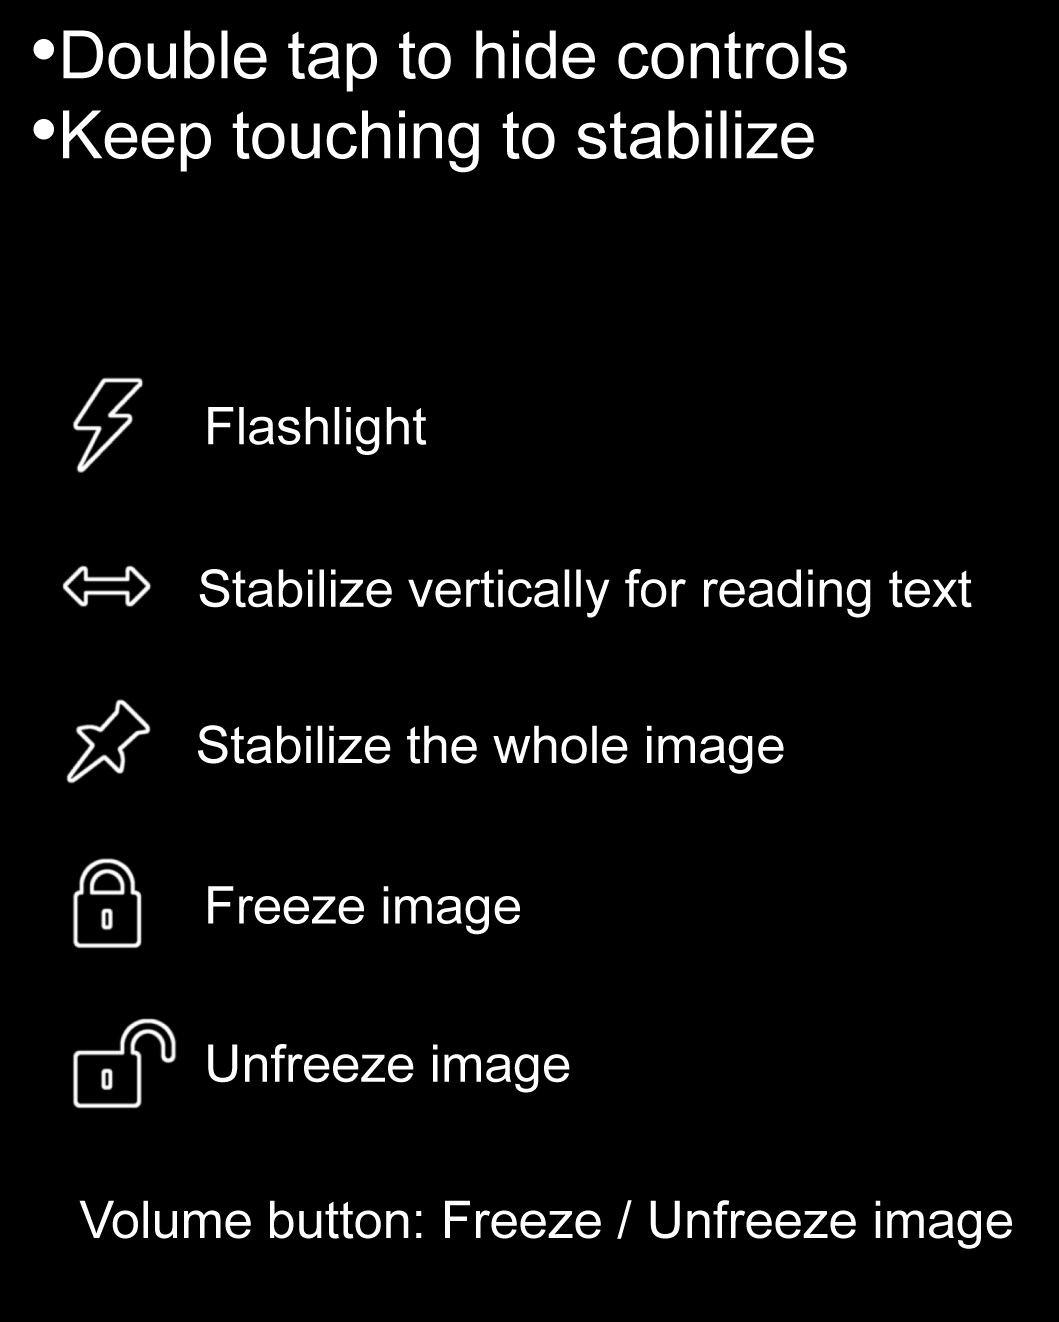 •Double tap to hide controls
•Keep touching to stabilize
Flashlight
Stabilize vertically for reading text
Stabilize the whole image
Freeze image
Unfreeze image
Volume button: Freeze / Unfreeze image